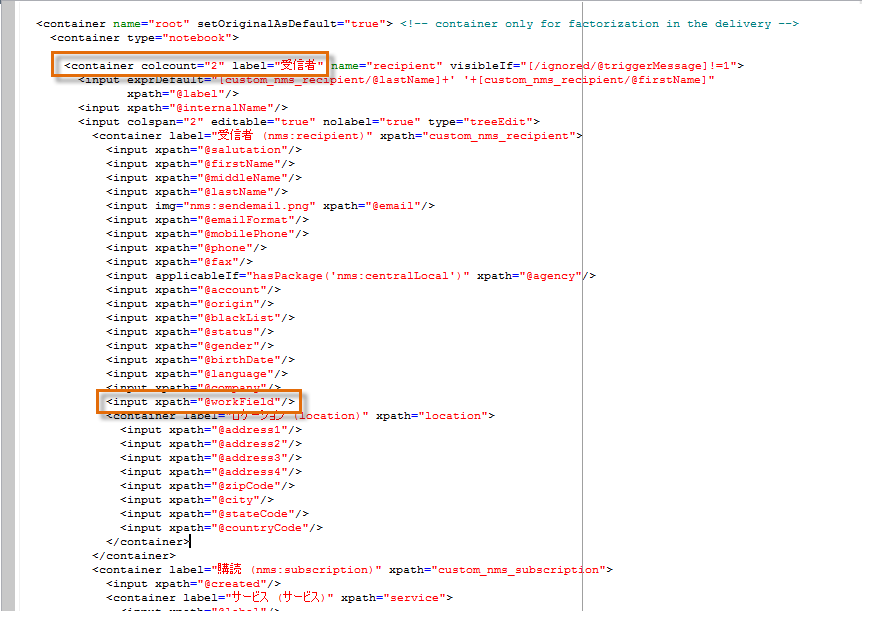 <container name="root" setOriginalAsDefault="true"> <!-- container only for factorization in the delivery -->
<container type="notebook">
<container colcount="2" label="受信者" name="recipient" visibleIf="[/ignored/@triggerMessage]!=1">
<input exprDefault="[custom_nms_recipient/@lastName]+' '+[custom_nms_recipient/@firstName]"
xpath="@label"/>
<input xpath="@internalName"/>
<input colspan="2" editable="true" nolabel="true" type="treeEdit">
<container label="受信者 (nms:recipient)" xpath="custom_nms_recipient">
<input xpath="@salutation"/>
<input xpath="@firstName"/>
<input xpath="@middleName"/>
<input xpath="@lastName"/>
<input img="nms:sendemail.png" xpath="@email"/>
<input xpath="@emailFormat"/>
<input xpath="@mobilePhone"/>
<input xpath="@phone"/>
<input xpath="@fax"/>
<input applicableIf="hasPackage('nms:centralLocal')" xpath="@agency"/>
<input xpath="@account"/>
<input xpath="@origin"/>
<input xpath="@blackList"/>
<input xpath="@status"/>
<input xpath="@gender"/>
<input xpath="@birthDate"/>
<input xpath="@language"/>
<input xpath="@company"/>
<input xpath="@workField"/>
<container label="ロケーション (location)" xpath="location">
<input xpath="@address1"/>
<input xpath="@address2"/>
<input xpath="@address3"/>
<input xpath="@address4"/>
<input xpath="@zipCode"/>
<input xpath="@city"/>
<input xpath="@stateCode"/>
<input xpath="@countryCode"/>
</container>
</container>
<container label="購読 (nms:subscription)" xpath="custom_nms_subscription">
<input xpath="@created"/>
<container label="サービス (サービス)" xpath="service">
<input xpath="@label"/>